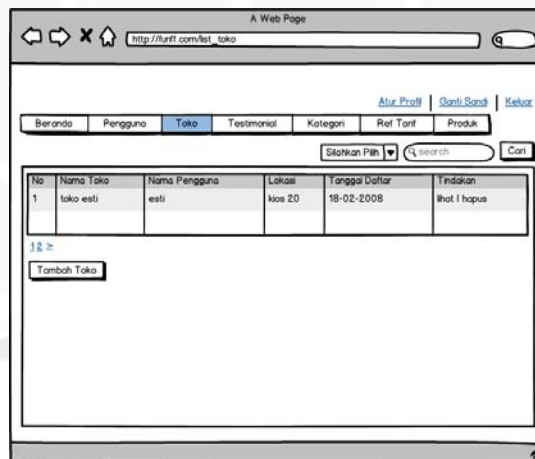 A Web Page
http://furff.com/list_toko
Atur Profil | Ganti Sandi | Keluar
Beranda Pengguna Toko Testimonial Kategori Ref Tarif Produk
Silahkan Pilih search Cari
No Nama Toko Nama Pengguna Lokasi Tanggal Daftar Tindakan
1 toko esti esti kios 20 18-02-2008 lihat | hapus
1 2 >
Tambah Toko